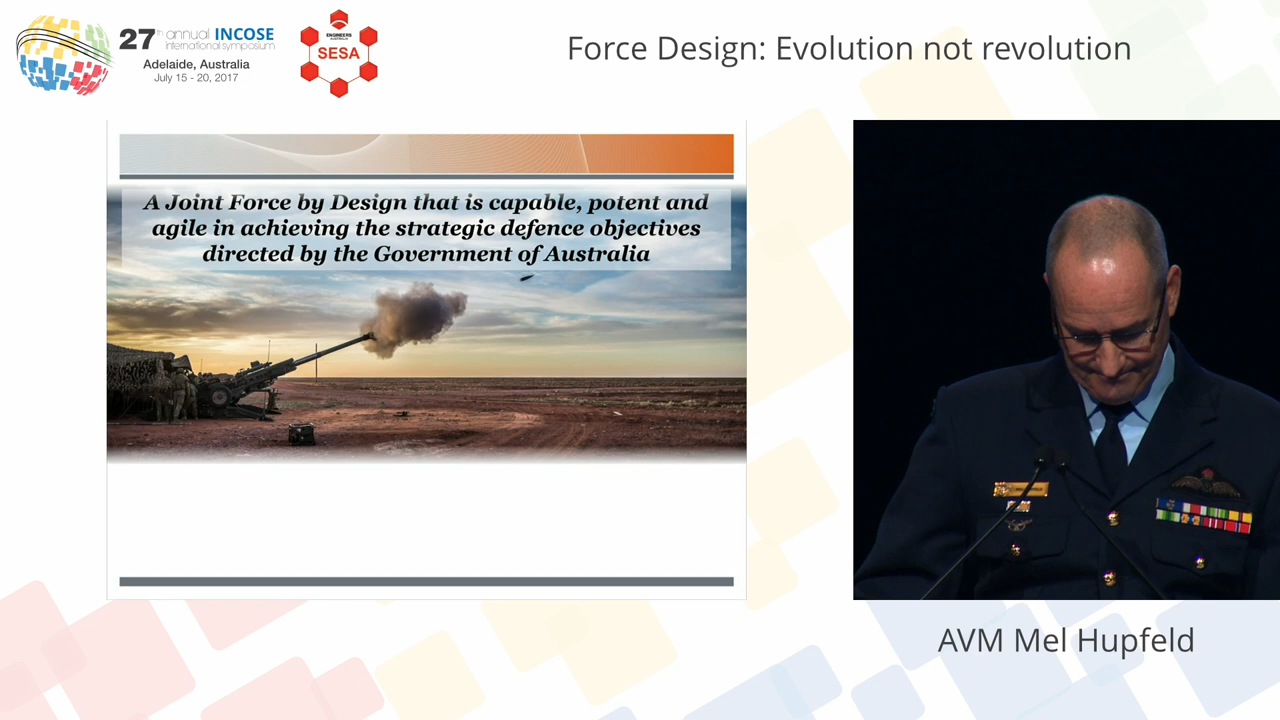 27th annual INCOSE
international symposium
Adelaide, Australia
July 15 - 20, 2017
ENGINEERS
AUSTRALIA
SESA
Force Design: Evolution not revolution
A Joint Force by Design that is capable, potent and
agile in achieving the strategic defence objectives
directed by the Government of Australia
AVM Mel Hupfeld